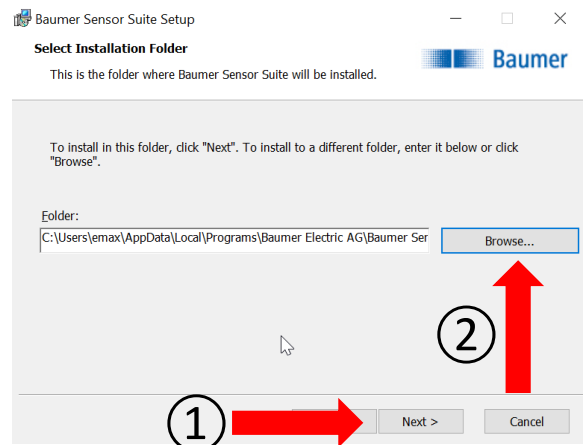 Baumer Sensor Suite Setup
Select Installation Folder
This is the folder where Baumer Sensor Suite will be installed.
Baumer
To install in this folder, click "Next". To install to a different folder, enter it below or click
"Browse".
Folder:
C:\Users\emax\AppData\Local\Programs\Baumer Electric AG\Baumer Ser
Browse...
2
1
Next >
Cancel